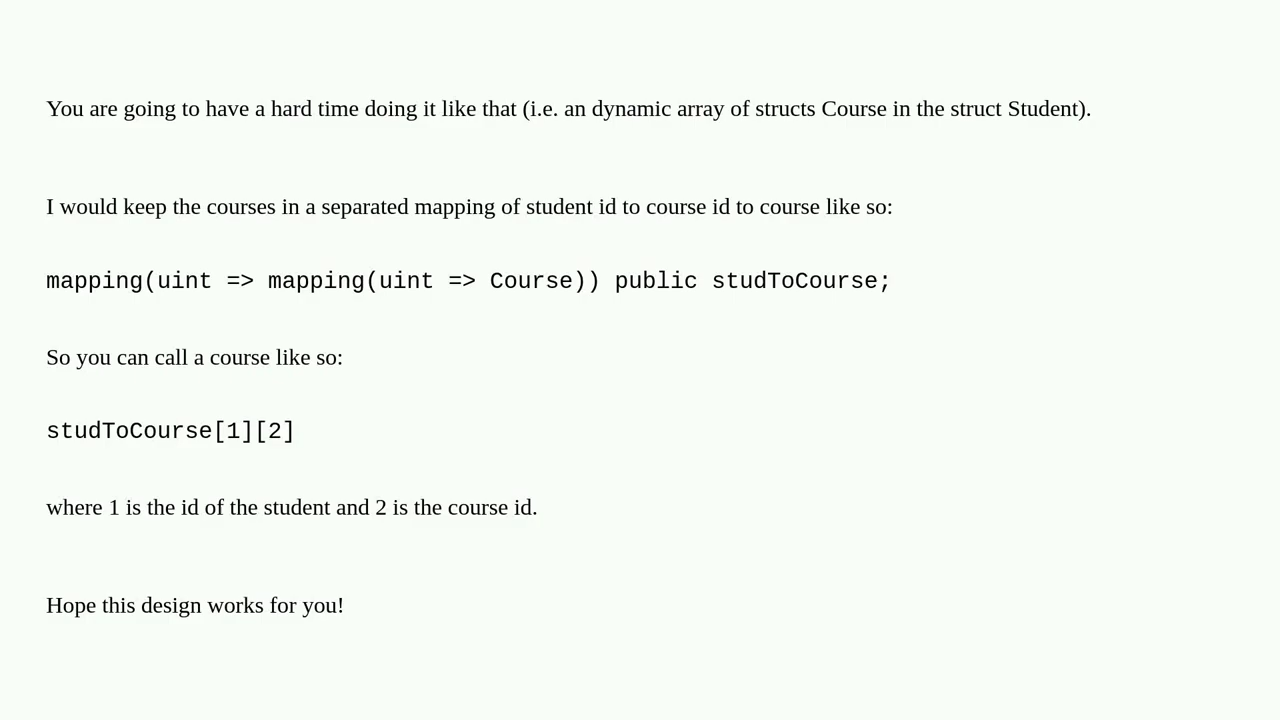 You are going to have a hard time doing it like that (i.e. an dynamic array of structs Course in the struct Student).
I would keep the courses in a separated mapping of student id to course id to course like so:
mapping(uint => mapping(uint => Course)) public studToCourse;
So you can call a course like so:
studToCourse[1][2]
where 1 is the id of the student and 2 is the course id.
Hope this design works for you!